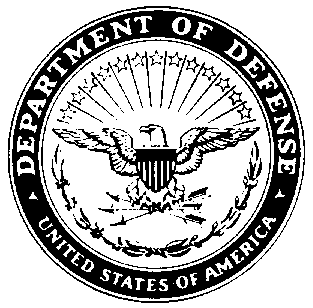 DEPARTMENT OF DEFENSE
UNITED STATES OF AMERICA